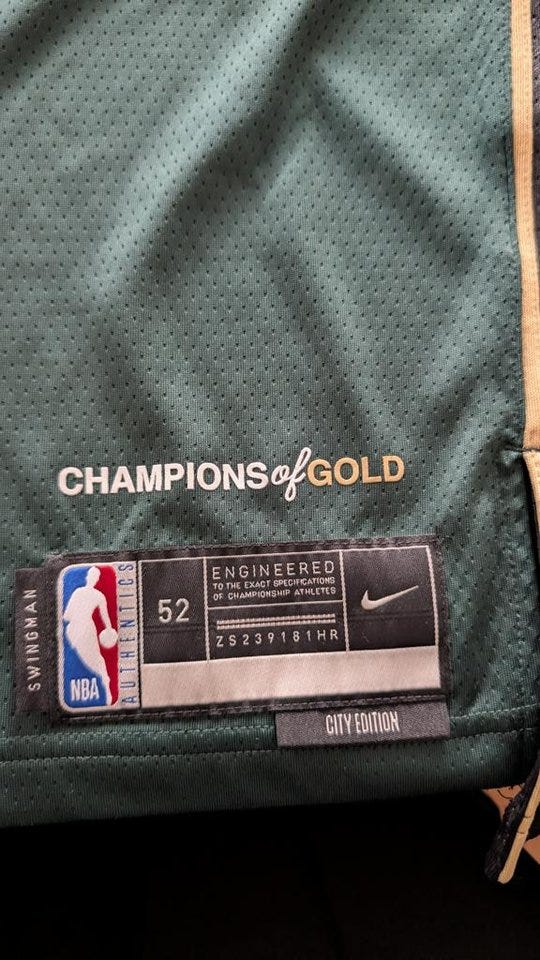 CHAMPIONS of GOLD
SWINGMAN
NBA
AUTHENTICS
52
ENGINEERED
TO THE EXACT SPECIFICATIONS
OF CHAMPIONSHIP ATHLETES
ZS239181HR
CITY EDITION